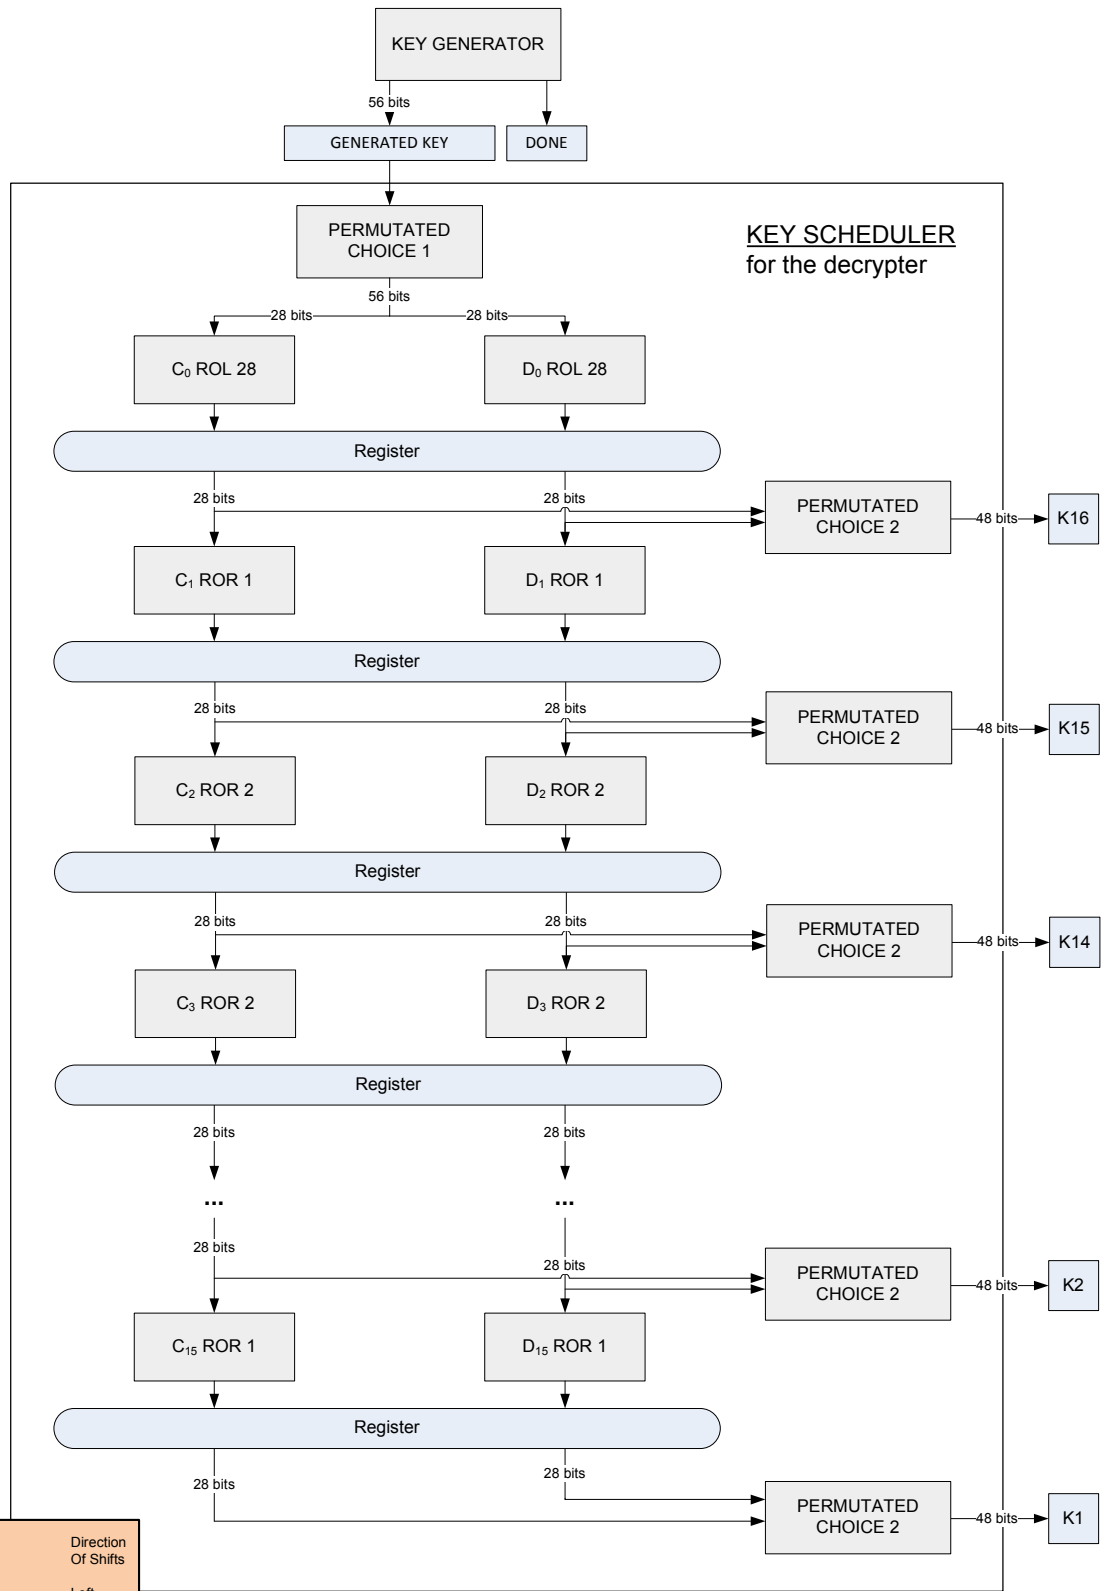 KEY GENERATOR
56 bits
GENERATED KEY
DONE
PERMUTATED
CHOICE 1
KEY SCHEDULER
for the decrypter
56 bits
28 bits
28 bits
C₀ ROL 28
D₀ ROL 28
Register
28 bits
28 bits
PERMUTATED
CHOICE 2
48 bits
K16
C₁ ROR 1
D₁ ROR 1
Register
28 bits
28 bits
PERMUTATED
CHOICE 2
48 bits
K15
C₂ ROR 2
D₂ ROR 2
Register
28 bits
28 bits
PERMUTATED
CHOICE 2
48 bits
K14
C₃ ROR 2
D₃ ROR 2
Register
28 bits
28 bits
...
...
28 bits
28 bits
PERMUTATED
CHOICE 2
48 bits
K2
C₁₅ ROR 1
D₁₅ ROR 1
Register
28 bits
28 bits
PERMUTATED
CHOICE 2
48 bits
K1
Direction
Of Shifts